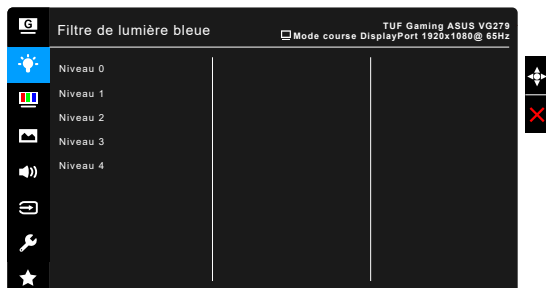 G
Filtre de lumière bleue
TUF Gaming ASUS VG279
Mode course DisplayPort 1920x1080@ 65Hz
Niveau 0
Niveau 1
Niveau 2
Niveau 3
Niveau 4